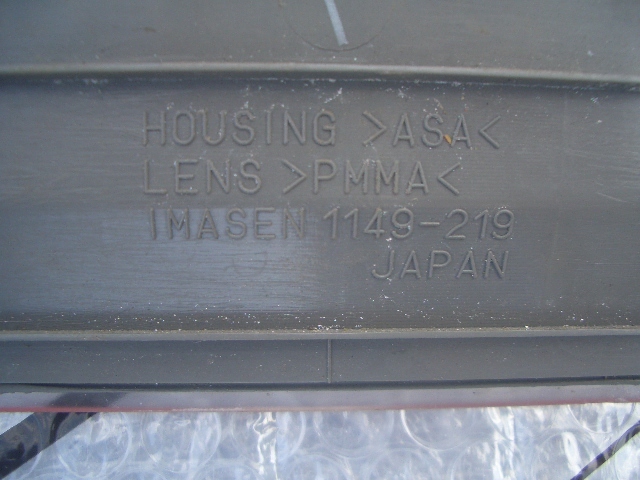 HOUSING >ASA<
LENS >PMMA<
IMASEN 1149-219
JAPAN